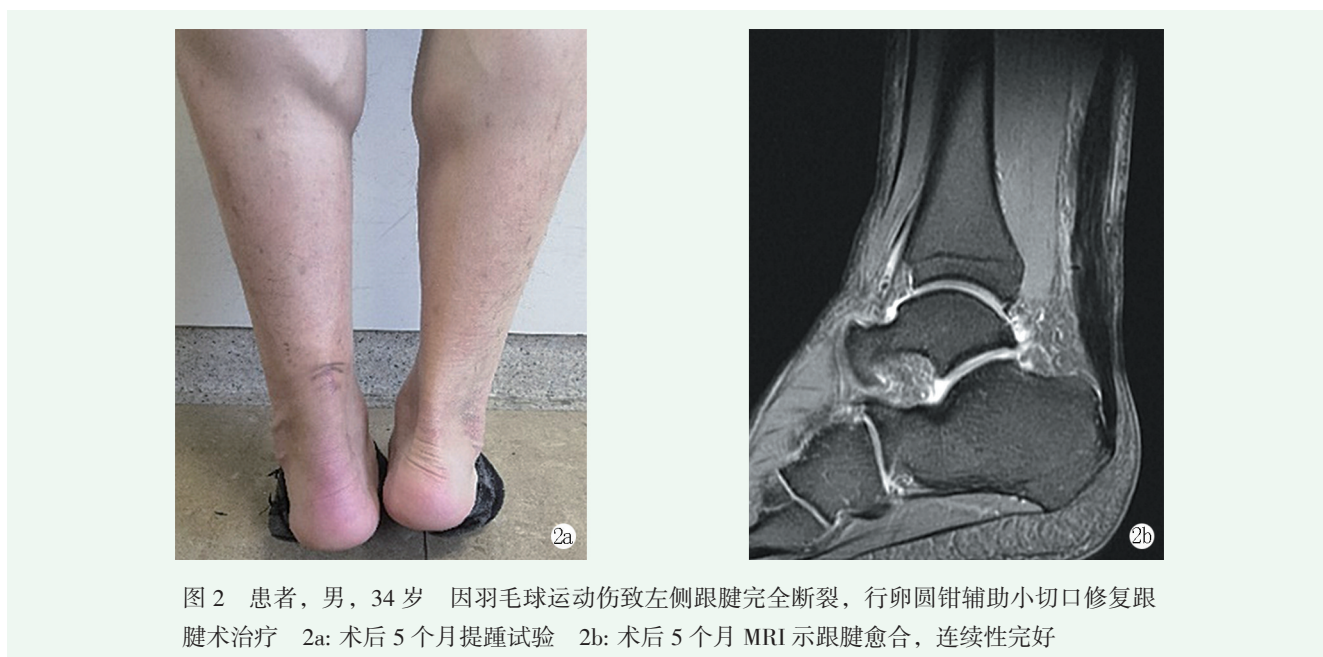 2a
2b
图 2 患者，男，34 岁 因羽毛球运动伤致左侧跟腱完全断裂，行卵圆钳辅助小切口修复跟
腱术治疗 2a: 术后 5 个月提踵试验 2b: 术后 5 个月 MRI 示跟腱愈合，连续性完好